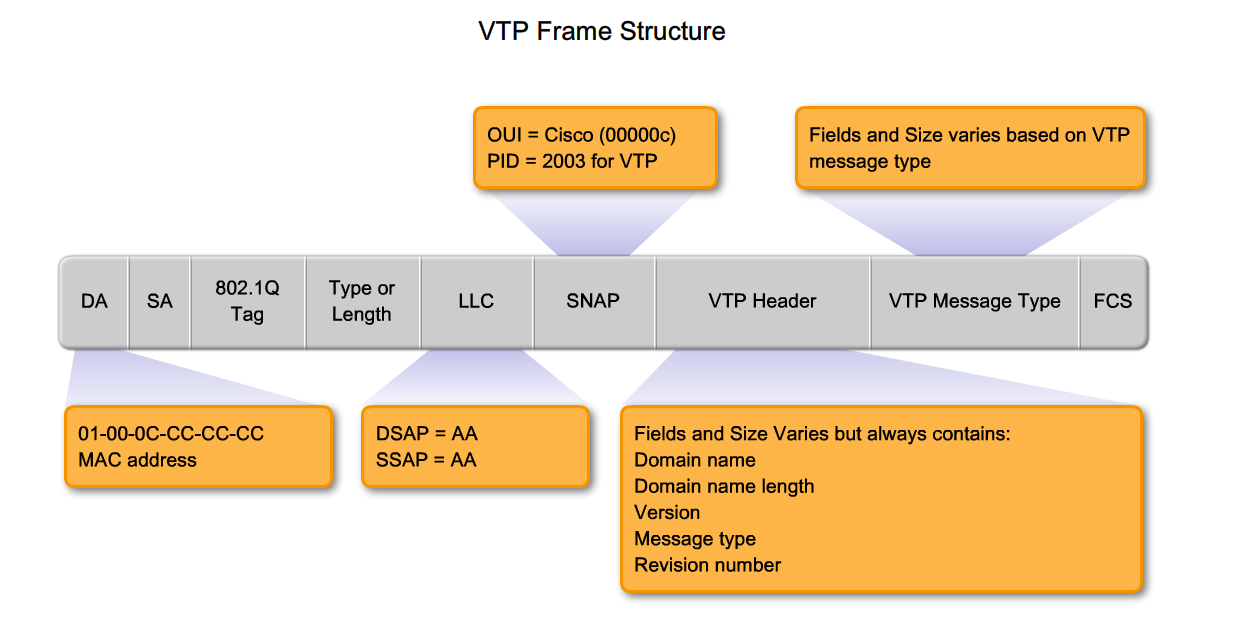 VTP Frame Structure
OUI = Cisco (00000c)
PID = 2003 for VTP
Fields and Size varies based on VTP
message type
DA
SA
802.1Q
Tag
Type or
Length
LLC
SNAP
VTP Header
VTP Message Type
FCS
01-00-0C-CC-CC-CC
MAC address
DSAP = AA
SSAP = AA
Fields and Size Varies but always contains:
Domain name
Domain name length
Version
Message type
Revision number